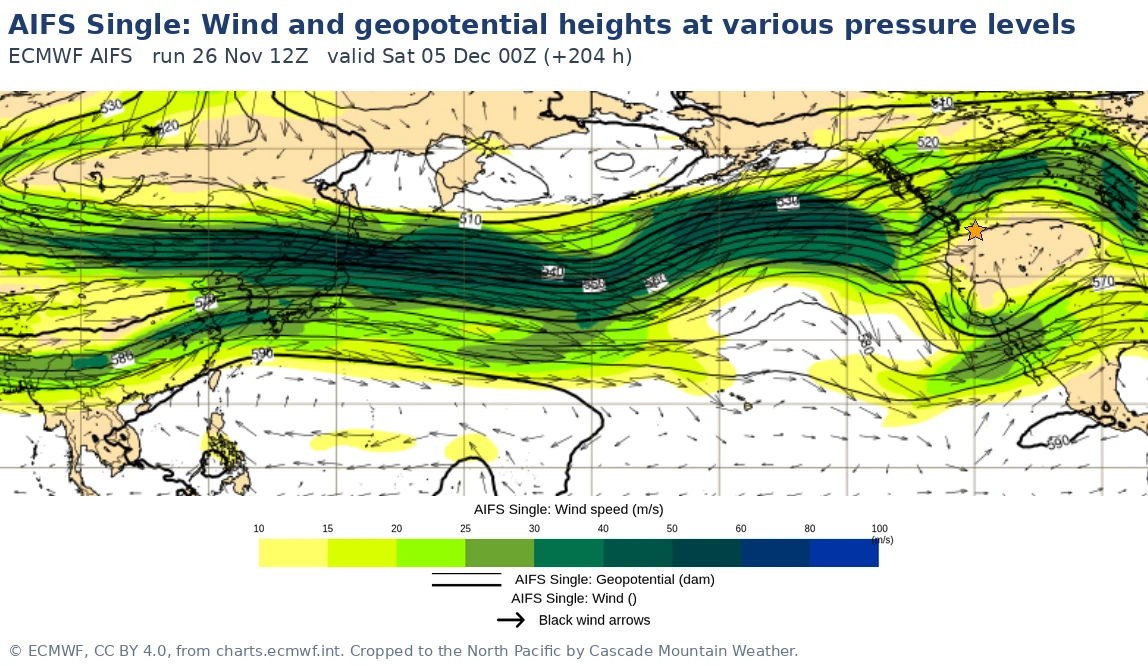 AIFS Single: Wind and geopotential heights at various pressure levels
ECMWF AIFS run 26 Nov 12Z valid Sat 05 Dec 00Z (+204 h)
530
520
510
520
510
530
540
550
560
570
570
580
580
590
590
AIFS Single: Wind speed (m/s)
10 15 20 25 30 40 50 60 80 100
(m/s)
AIFS Single: Geopotential (dam)
AIFS Single: Wind ()
Black wind arrows
© ECMWF, CC BY 4.0, from charts.ecmwf.int. Cropped to the North Pacific by Cascade Mountain Weather.